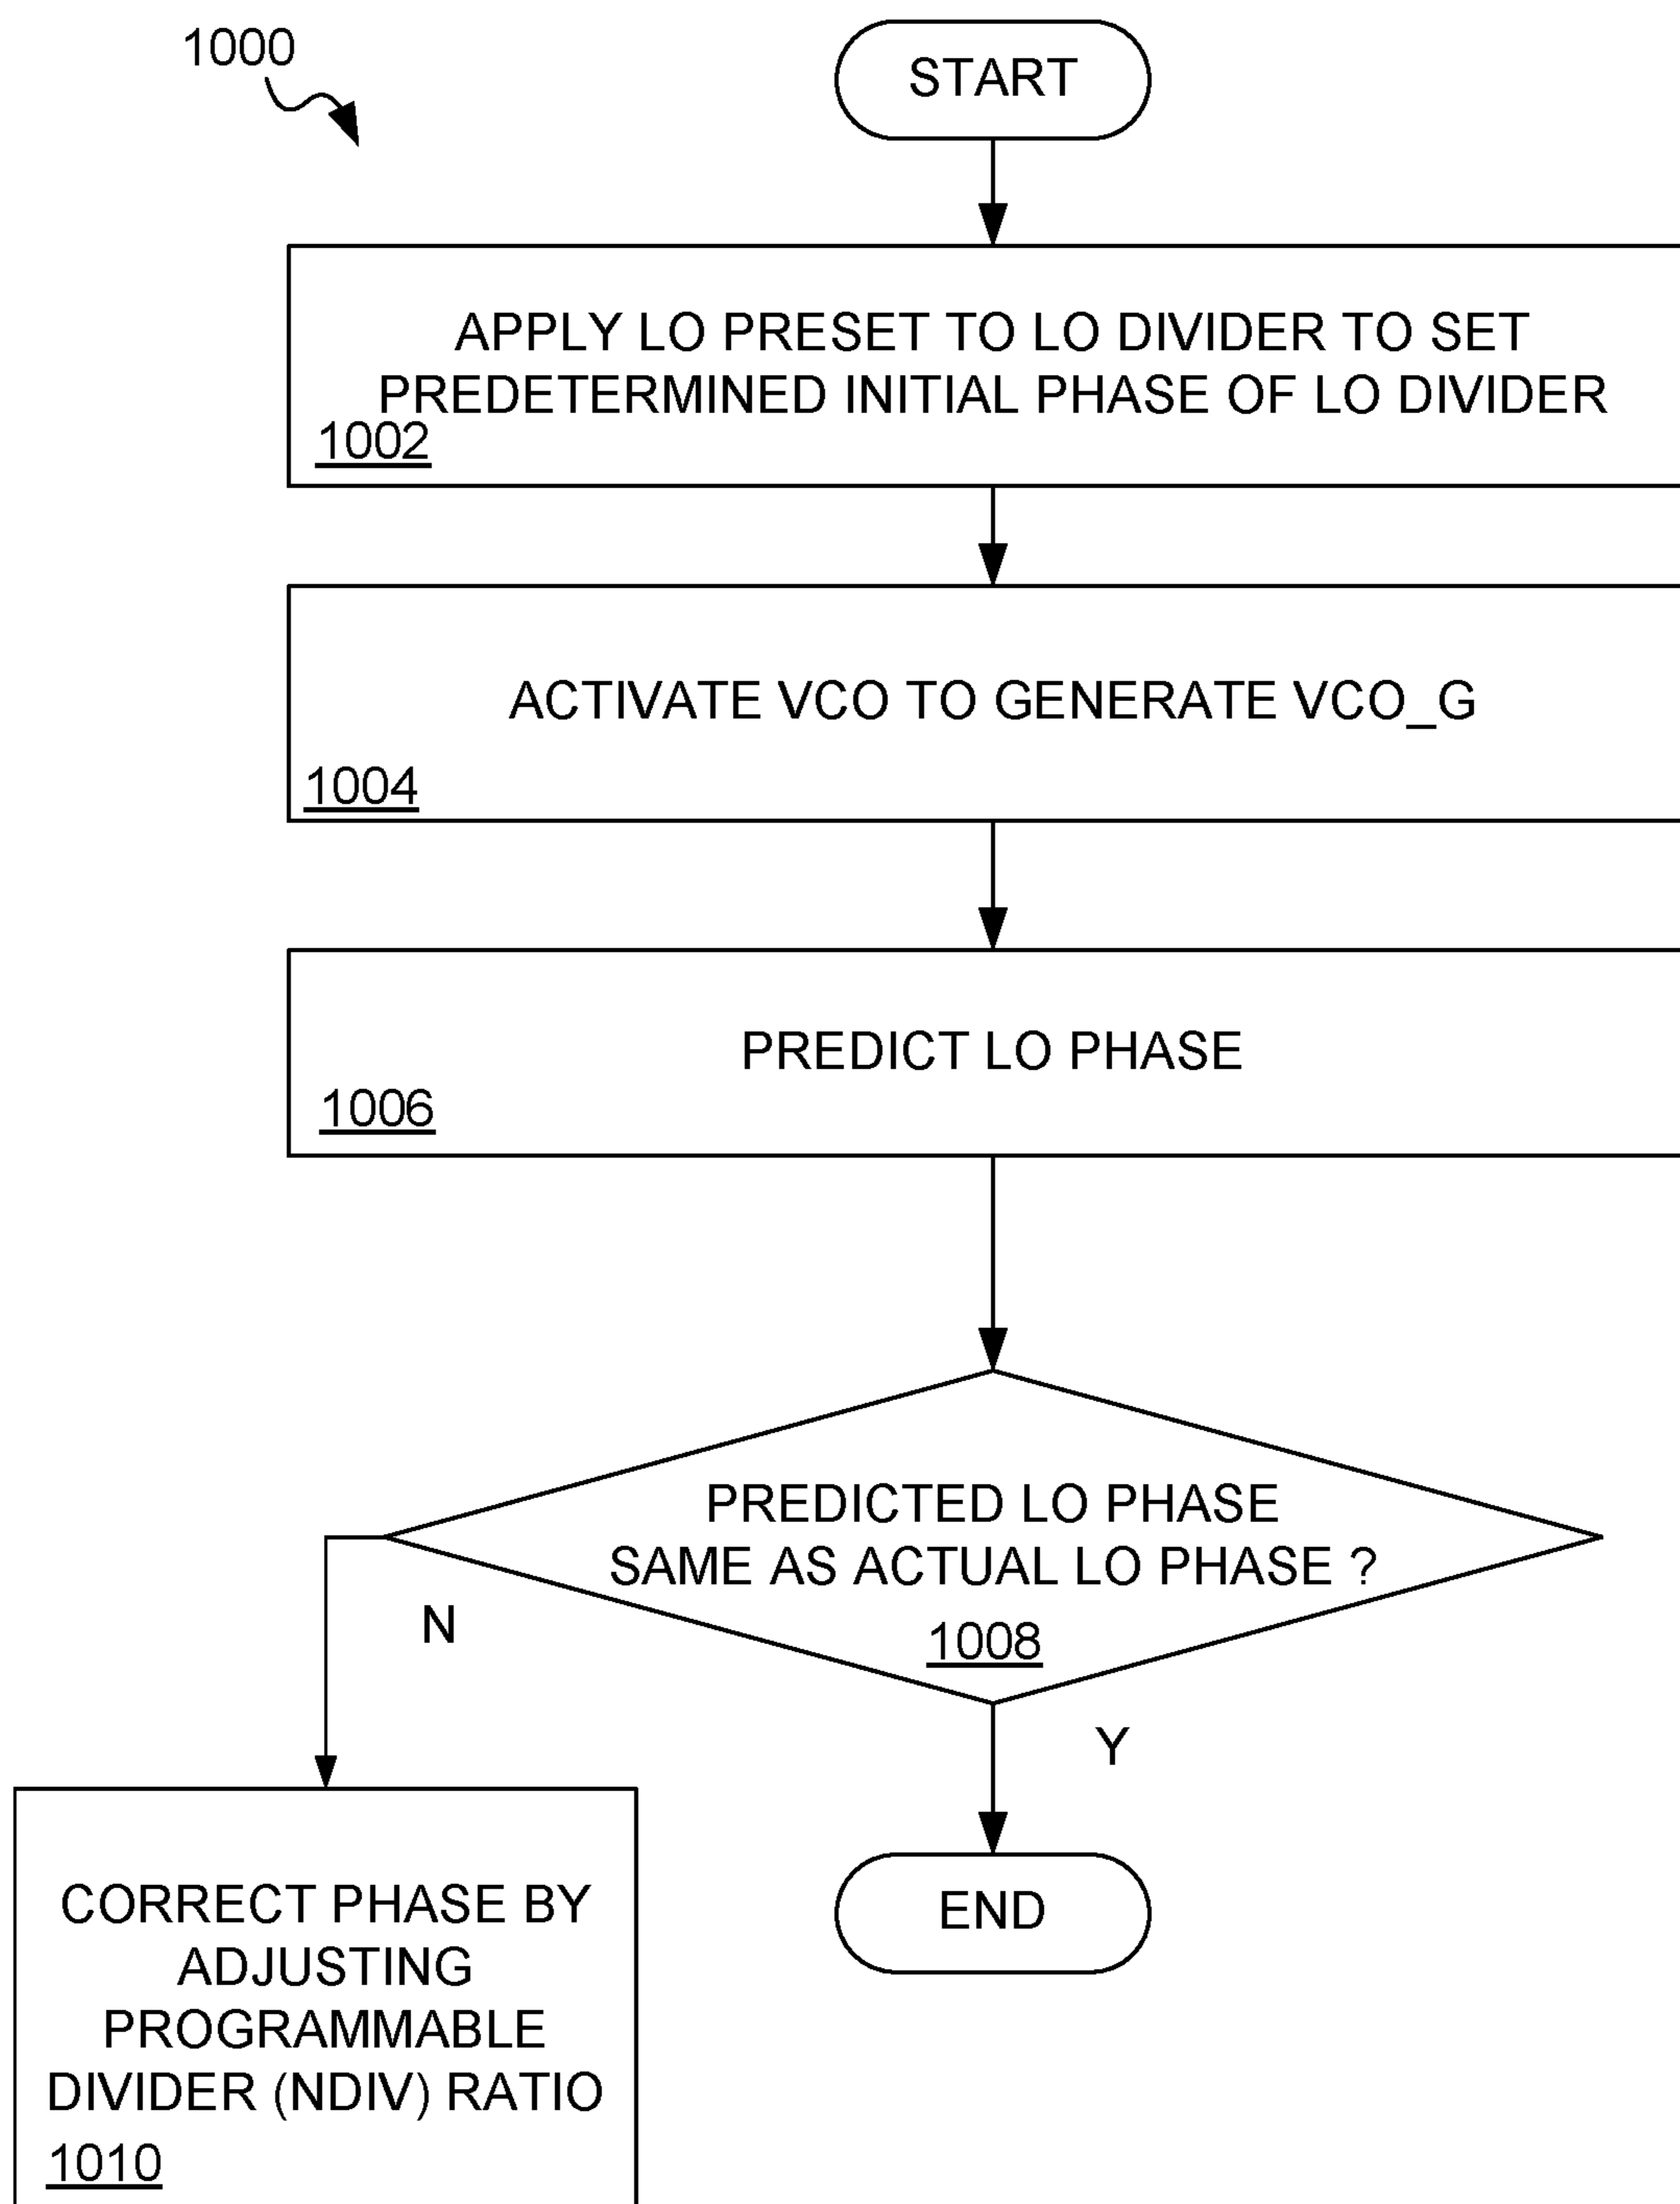 1000
START
APPLY LO PRESET TO LO DIVIDER TO SET
PREDETERMINED INITIAL PHASE OF LO DIVIDER
1002
ACTIVATE VCO TO GENERATE VCO_G
1004
PREDICT LO PHASE
1006
PREDICTED LO PHASE
SAME AS ACTUAL LO PHASE ?
1008
N
Y
END
CORRECT PHASE BY
ADJUSTING
PROGRAMMABLE
DIVIDER (NDIV) RATIO
1010